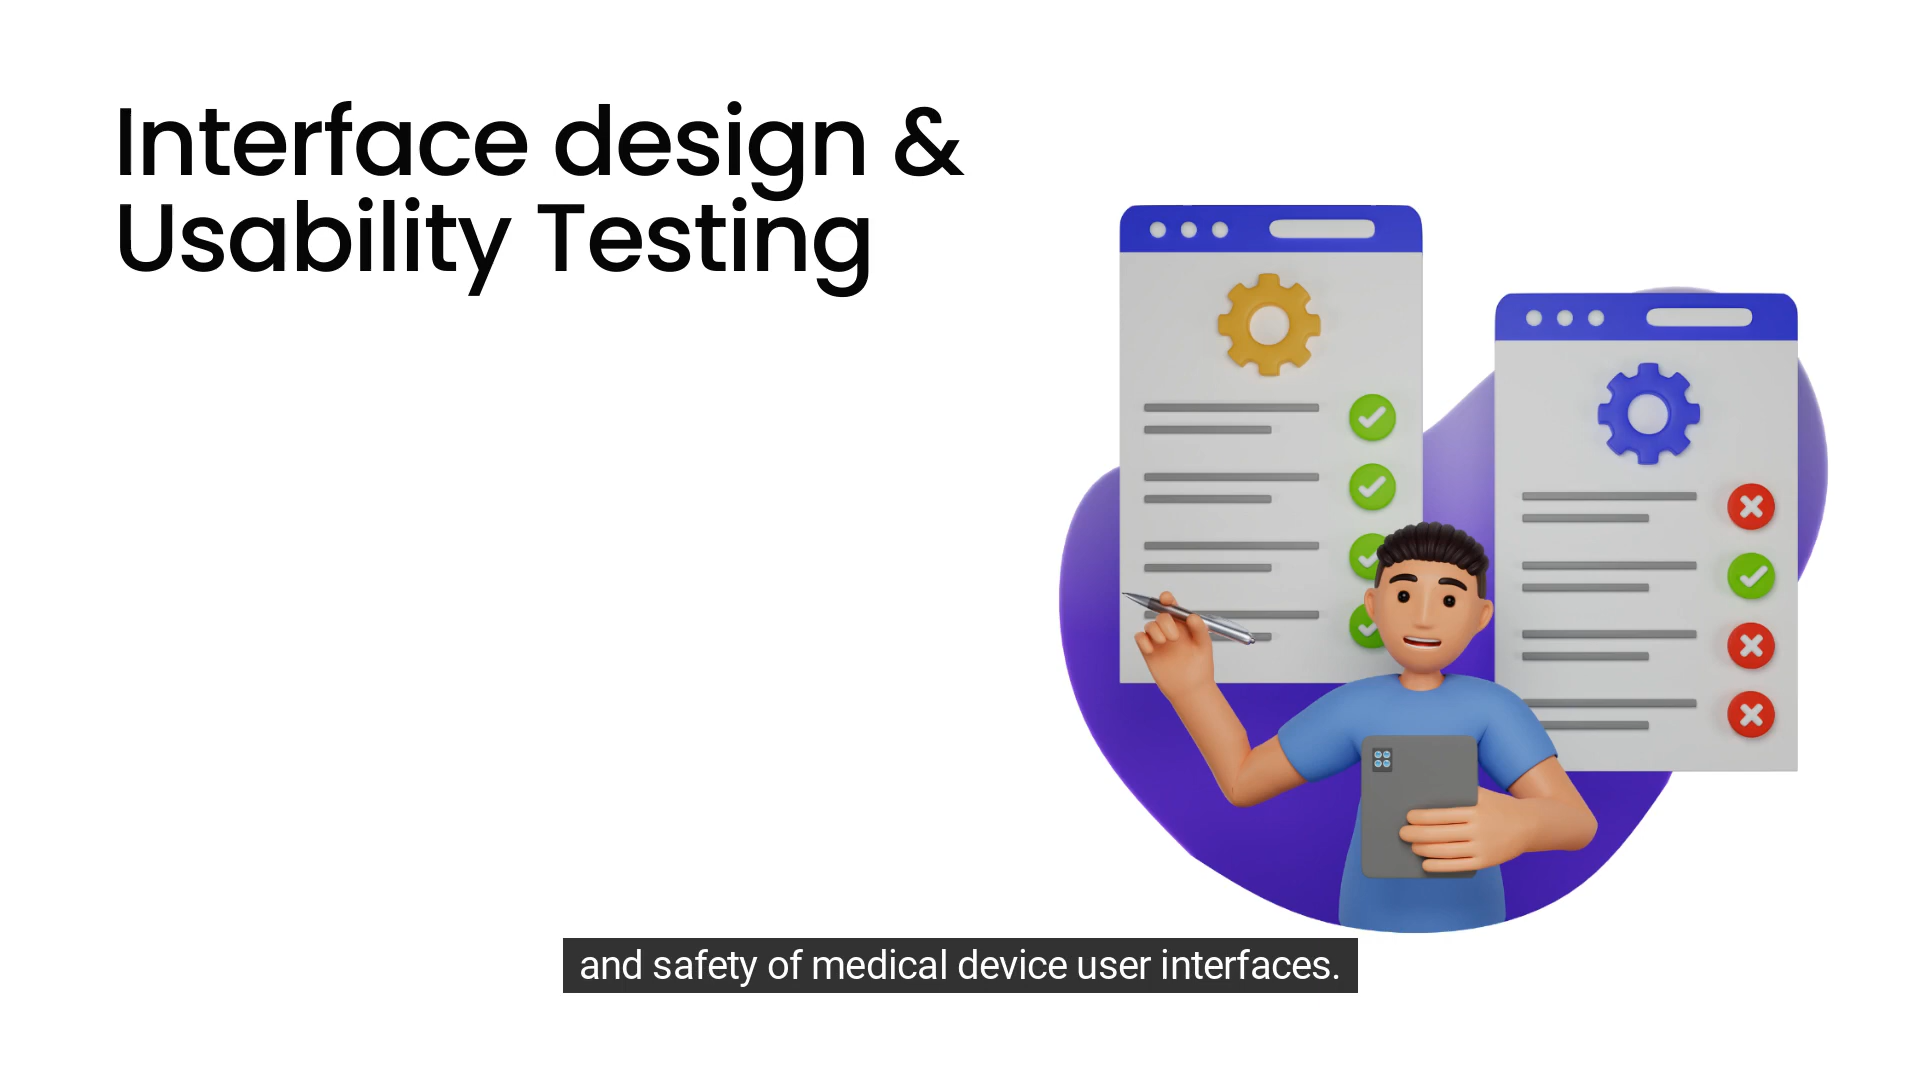 Interface design &
Usability Testing
and safety of medical device user interfaces.